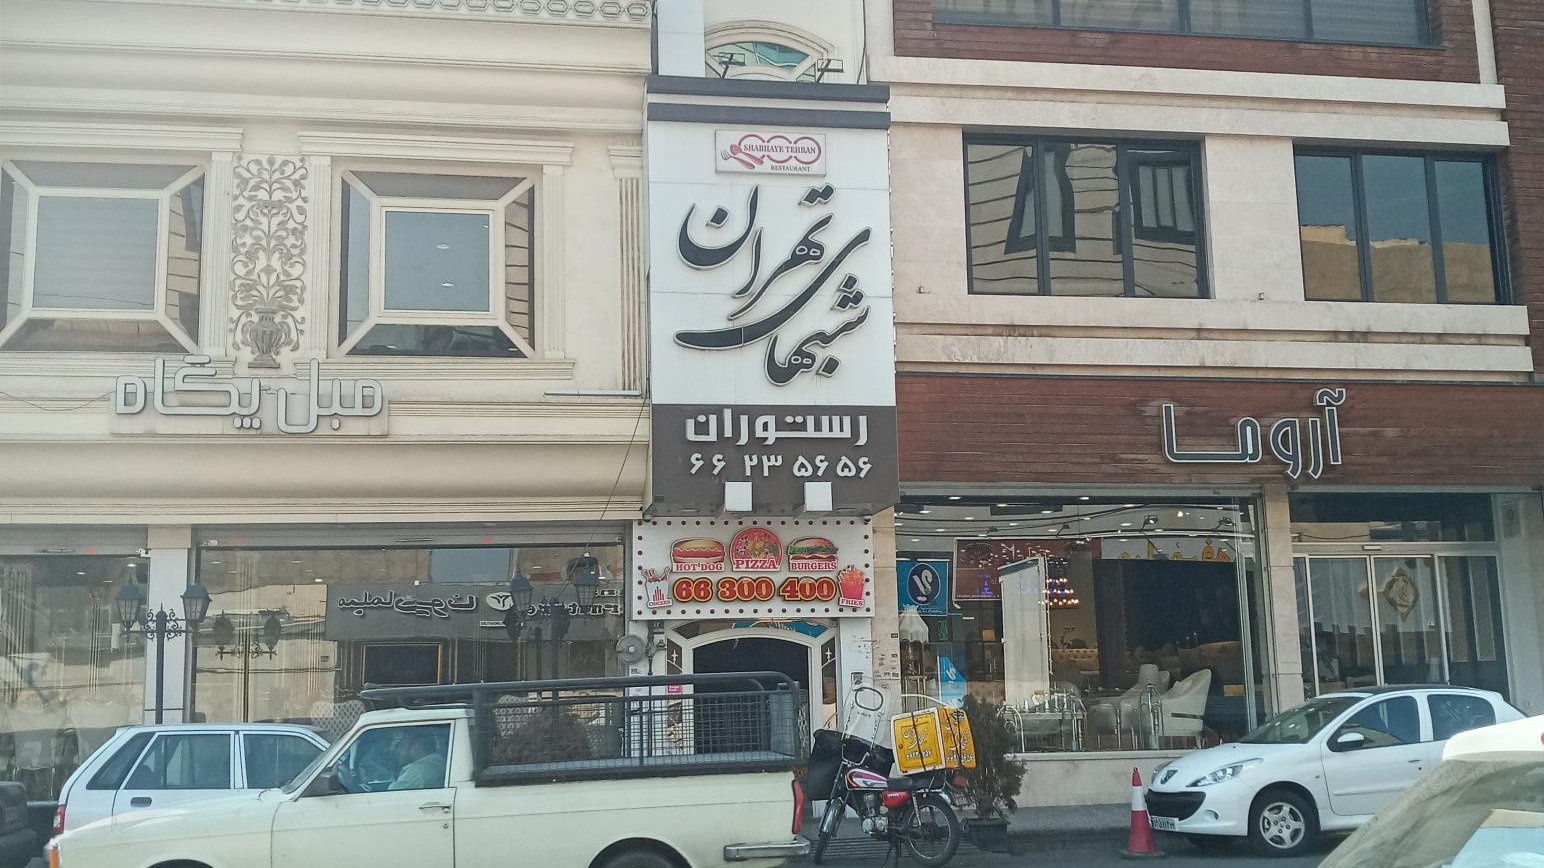 SHABHAYE TEHRAN
RESTAURANT
شبهای تهران
رستوران
۶۶ ۲۳ ۵۶ ۵۶
مبل یگاه
آروما
HOT DOG
PIZZA
BURGERS
CHICKEN
66 300 400
FRIES